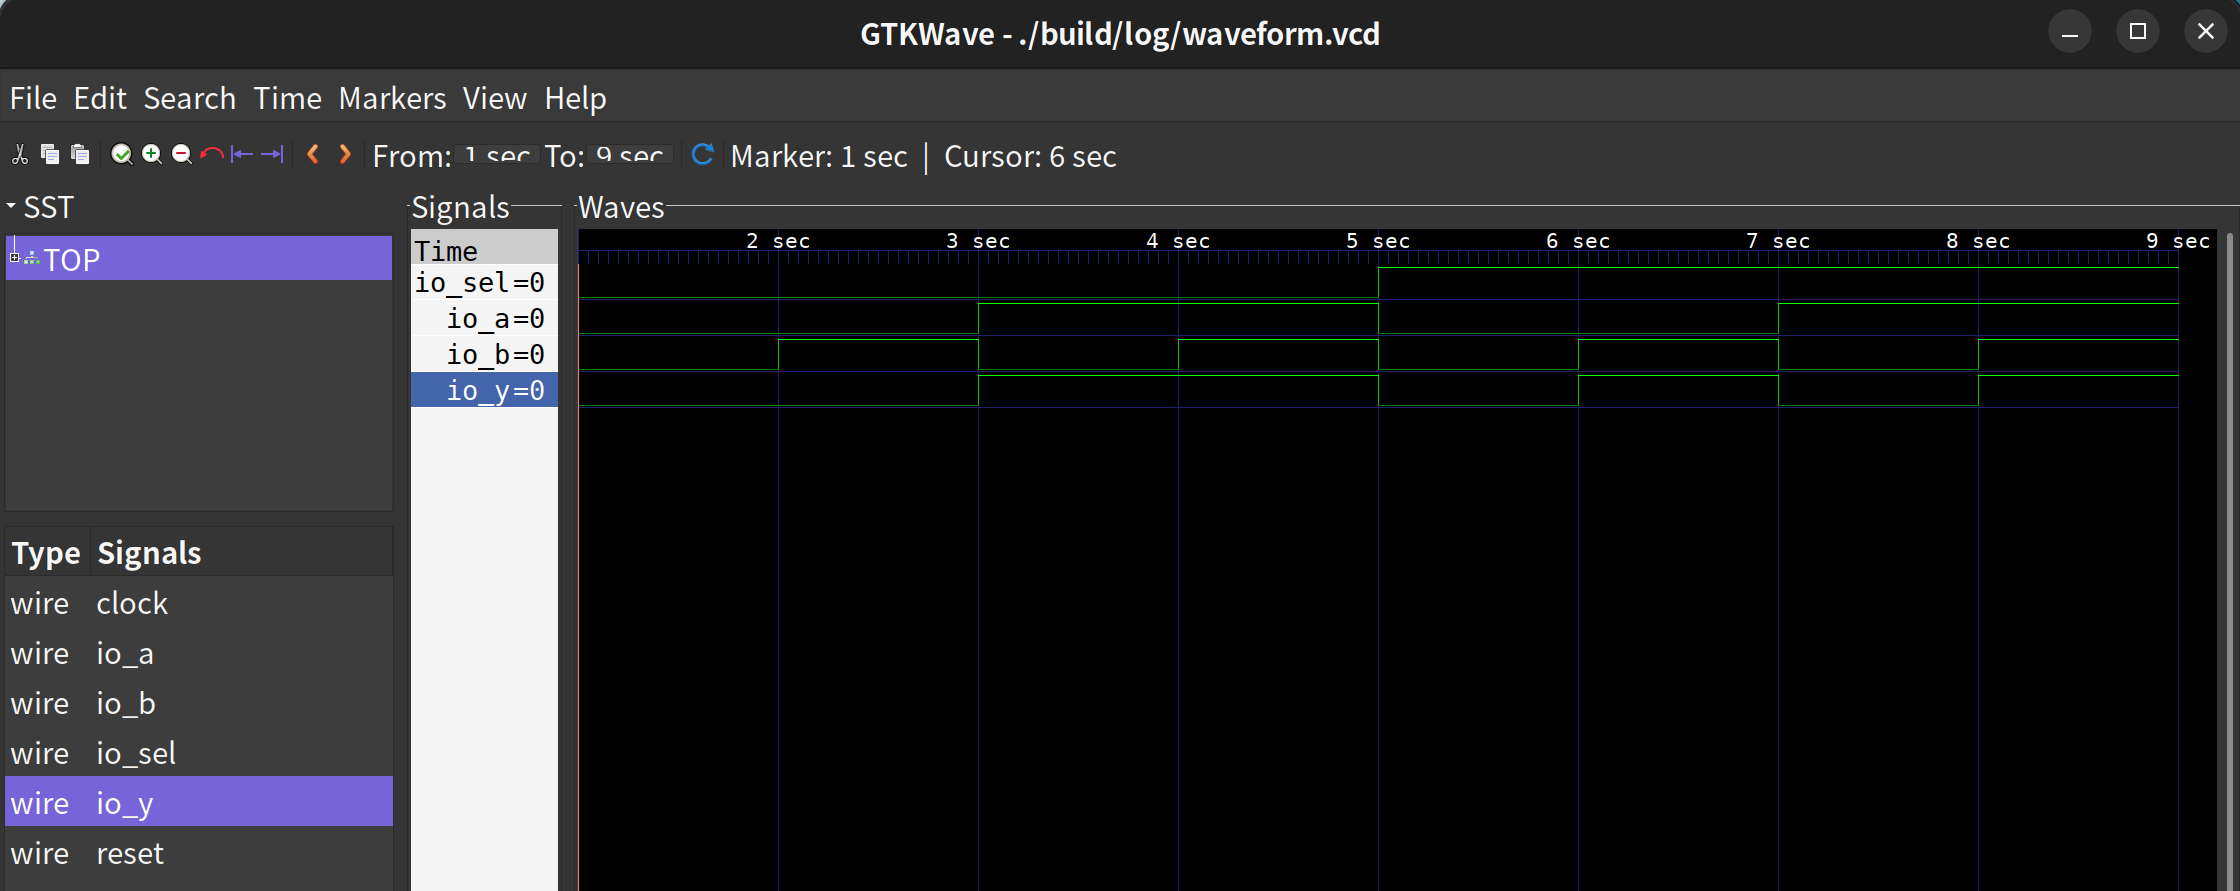 GTKWave - ./build/log/waveform.vcd
File Edit Search Time Markers View Help
From: 1 sec To: 9 sec Marker: 1 sec | Cursor: 6 sec
SST
TOP
Type Signals
wire clock
wire io_a
wire io_b
wire io_sel
wire io_y
wire reset
Signals
Time
io_sel=0
io_a=0
io_b=0
io_y=0
Waves
2 sec 3 sec 4 sec 5 sec 6 sec 7 sec 8 sec 9 sec